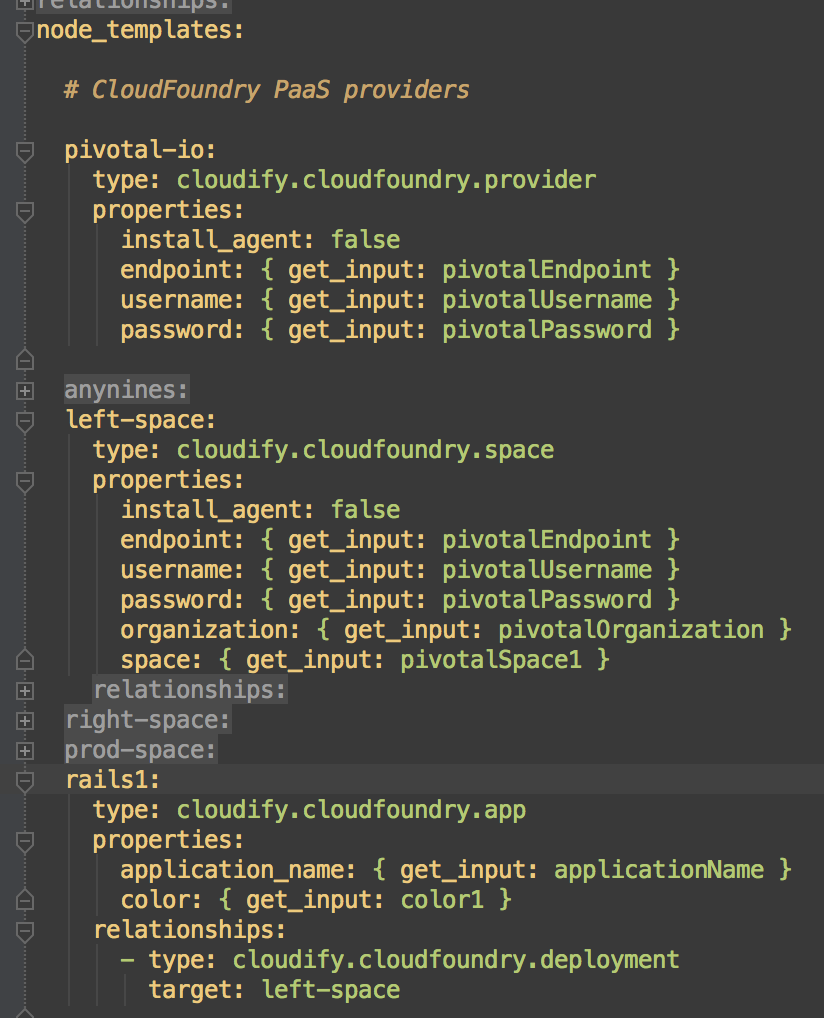 relationships:
node_templates:
# CloudFoundry PaaS providers
pivotal-io:
type: cloudify.cloudfoundry.provider
properties:
install_agent: false
endpoint: { get_input: pivotalEndpoint }
username: { get_input: pivotalUsername }
password: { get_input: pivotalPassword }
anynines:
left-space:
type: cloudify.cloudfoundry.space
properties:
install_agent: false
endpoint: { get_input: pivotalEndpoint }
username: { get_input: pivotalUsername }
password: { get_input: pivotalPassword }
organization: { get_input: pivotalOrganization }
space: { get_input: pivotalSpace1 }
relationships:
right-space:
prod-space:
rails1:
type: cloudify.cloudfoundry.app
properties:
application_name: { get_input: applicationName }
color: { get_input: color1 }
relationships:
- type: cloudify.cloudfoundry.deployment
target: left-space